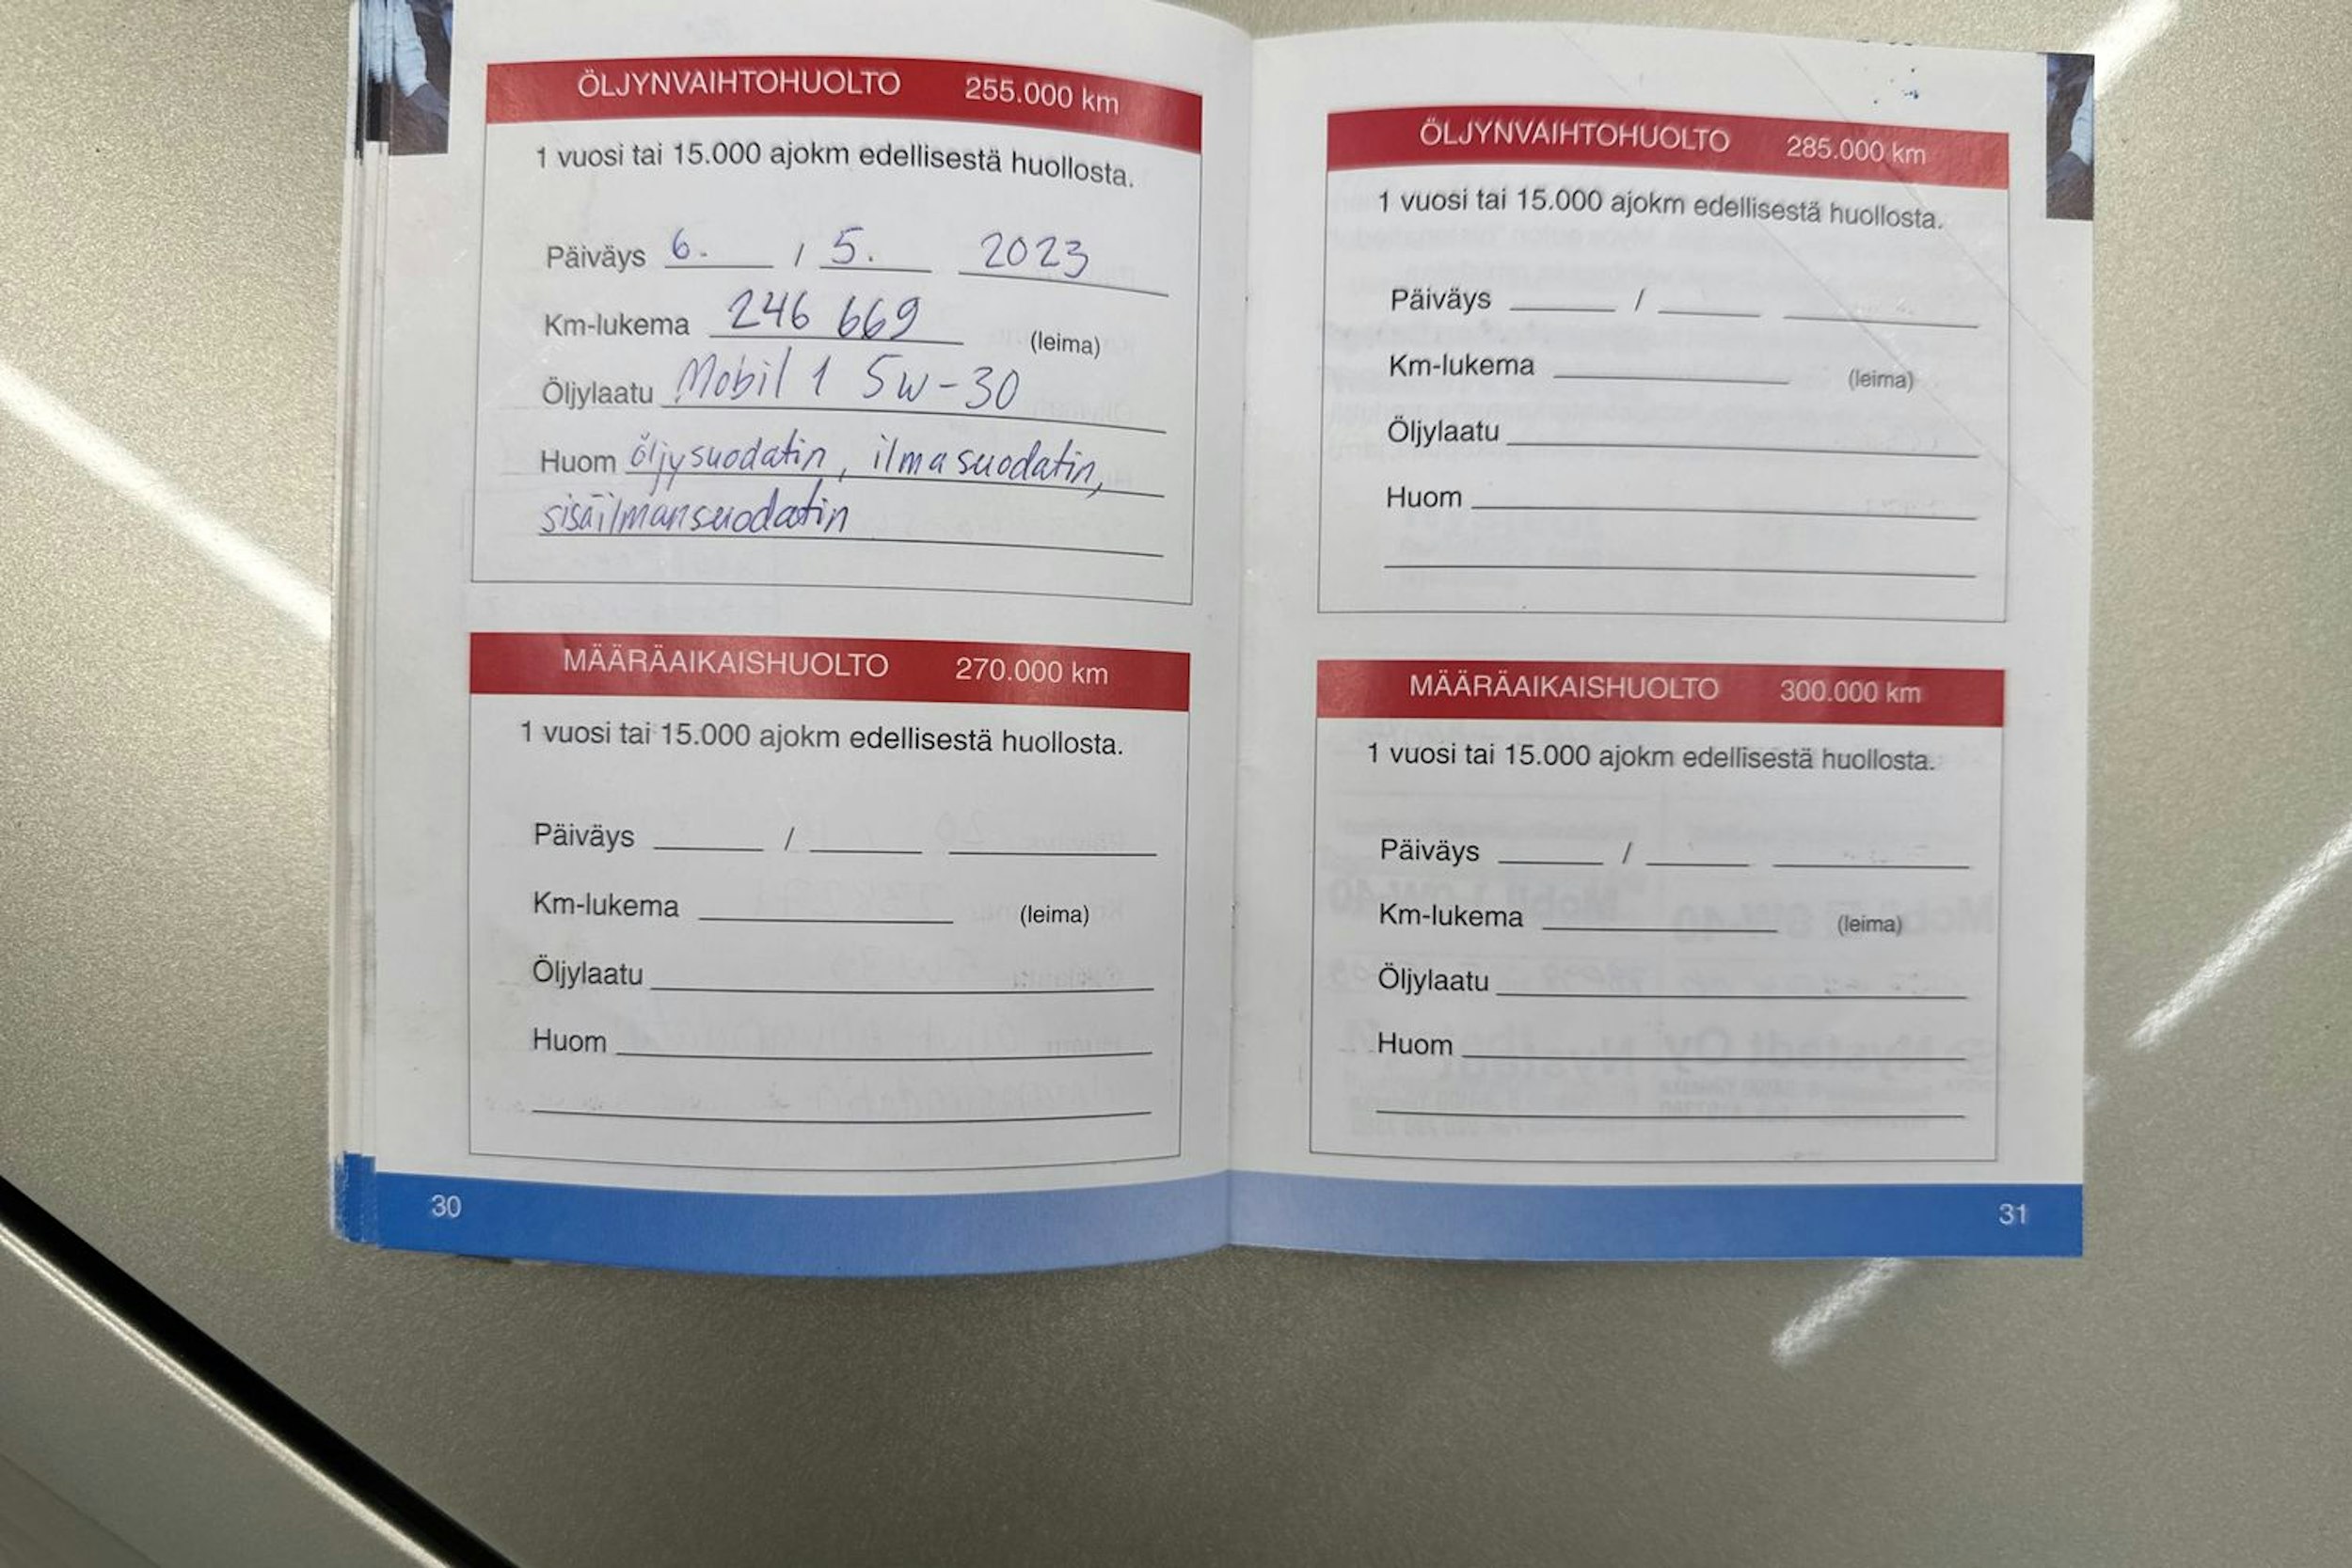 ÖLJYNVAIHTOHUOLTO 255.000 km
1 vuosi tai 15.000 ajokm edellisestä huollosta.
Päiväys 6. / 5. 2023
Km-lukema 246 669 (leima)
Öljylaatu Mobil 1 5W-30
Huom öljysuodatin, ilmasuodatin,
sisäilmansuodatin
MÄÄRÄAIKAISHUOLTO 270.000 km
1 vuosi tai 15.000 ajokm edellisestä huollosta.
Päiväys /
Km-lukema (leima)
Öljylaatu
Huom
30
ÖLJYNVAIHTOHUOLTO 285.000 km
1 vuosi tai 15.000 ajokm edellisestä huollosta.
Päiväys /
Km-lukema (leima)
Öljylaatu
Huom
MÄÄRÄAIKAISHUOLTO 300.000 km
1 vuosi tai 15.000 ajokm edellisestä huollosta.
Päiväys /
Km-lukema (leima)
Öljylaatu
Huom
31